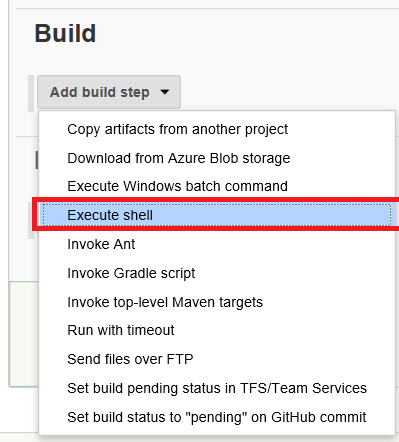 Build
Add build step
Copy artifacts from another project
Download from Azure Blob storage
Execute Windows batch command
Execute shell
Invoke Ant
Invoke Gradle script
Invoke top-level Maven targets
Run with timeout
Send files over FTP
Set build pending status in TFS/Team Services
Set build status to "pending" on GitHub commit